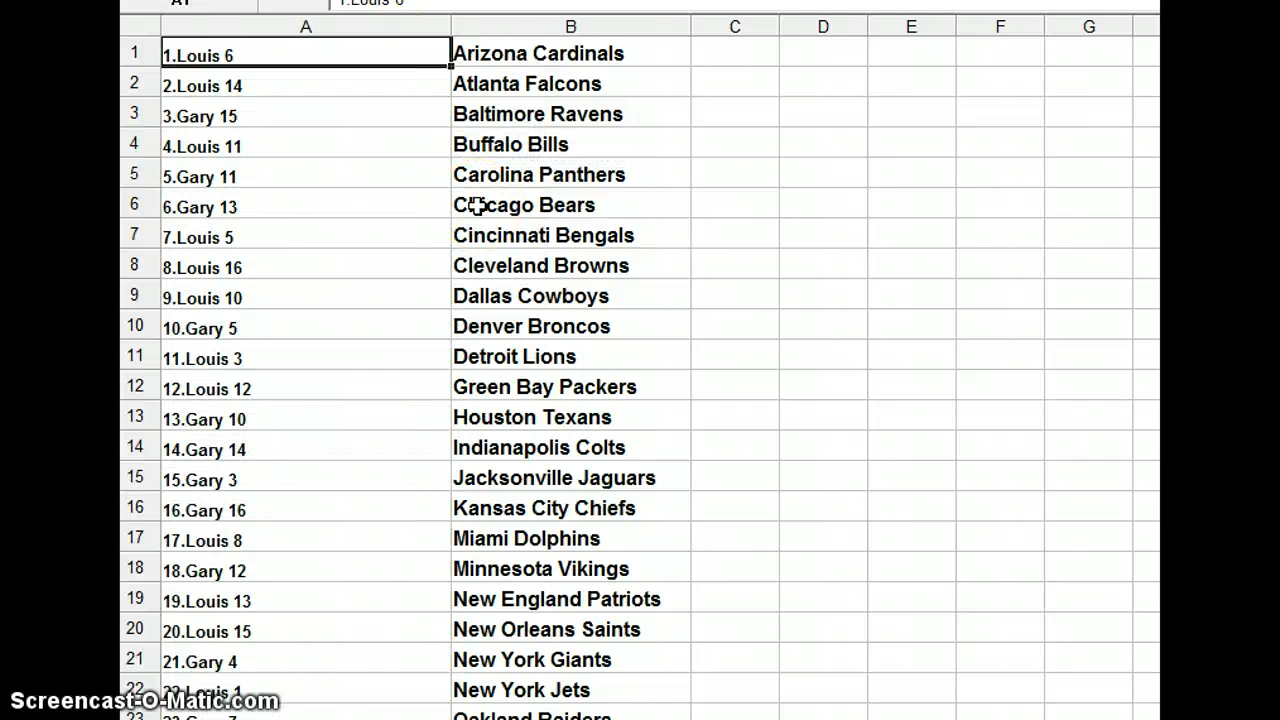 A B C D E F G
1 1.Louis 6 Arizona Cardinals
2 2.Louis 14 Atlanta Falcons
3 3.Gary 15 Baltimore Ravens
4 4.Louis 11 Buffalo Bills
5 5.Gary 11 Carolina Panthers
6 6.Gary 13 Chicago Bears
7 7.Louis 5 Cincinnati Bengals
8 8.Louis 16 Cleveland Browns
9 9.Louis 10 Dallas Cowboys
10 10.Gary 5 Denver Broncos
11 11.Louis 3 Detroit Lions
12 12.Louis 12 Green Bay Packers
13 13.Gary 10 Houston Texans
14 14.Gary 14 Indianapolis Colts
15 15.Gary 3 Jacksonville Jaguars
16 16.Gary 16 Kansas City Chiefs
17 17.Louis 8 Miami Dolphins
18 18.Gary 12 Minnesota Vikings
19 19.Louis 13 New England Patriots
20 20.Louis 15 New Orleans Saints
21 21.Gary 4 New York Giants
22 22.Louis 1 New York Jets
23 Oakland Raiders
Screencast-O-Matic.com